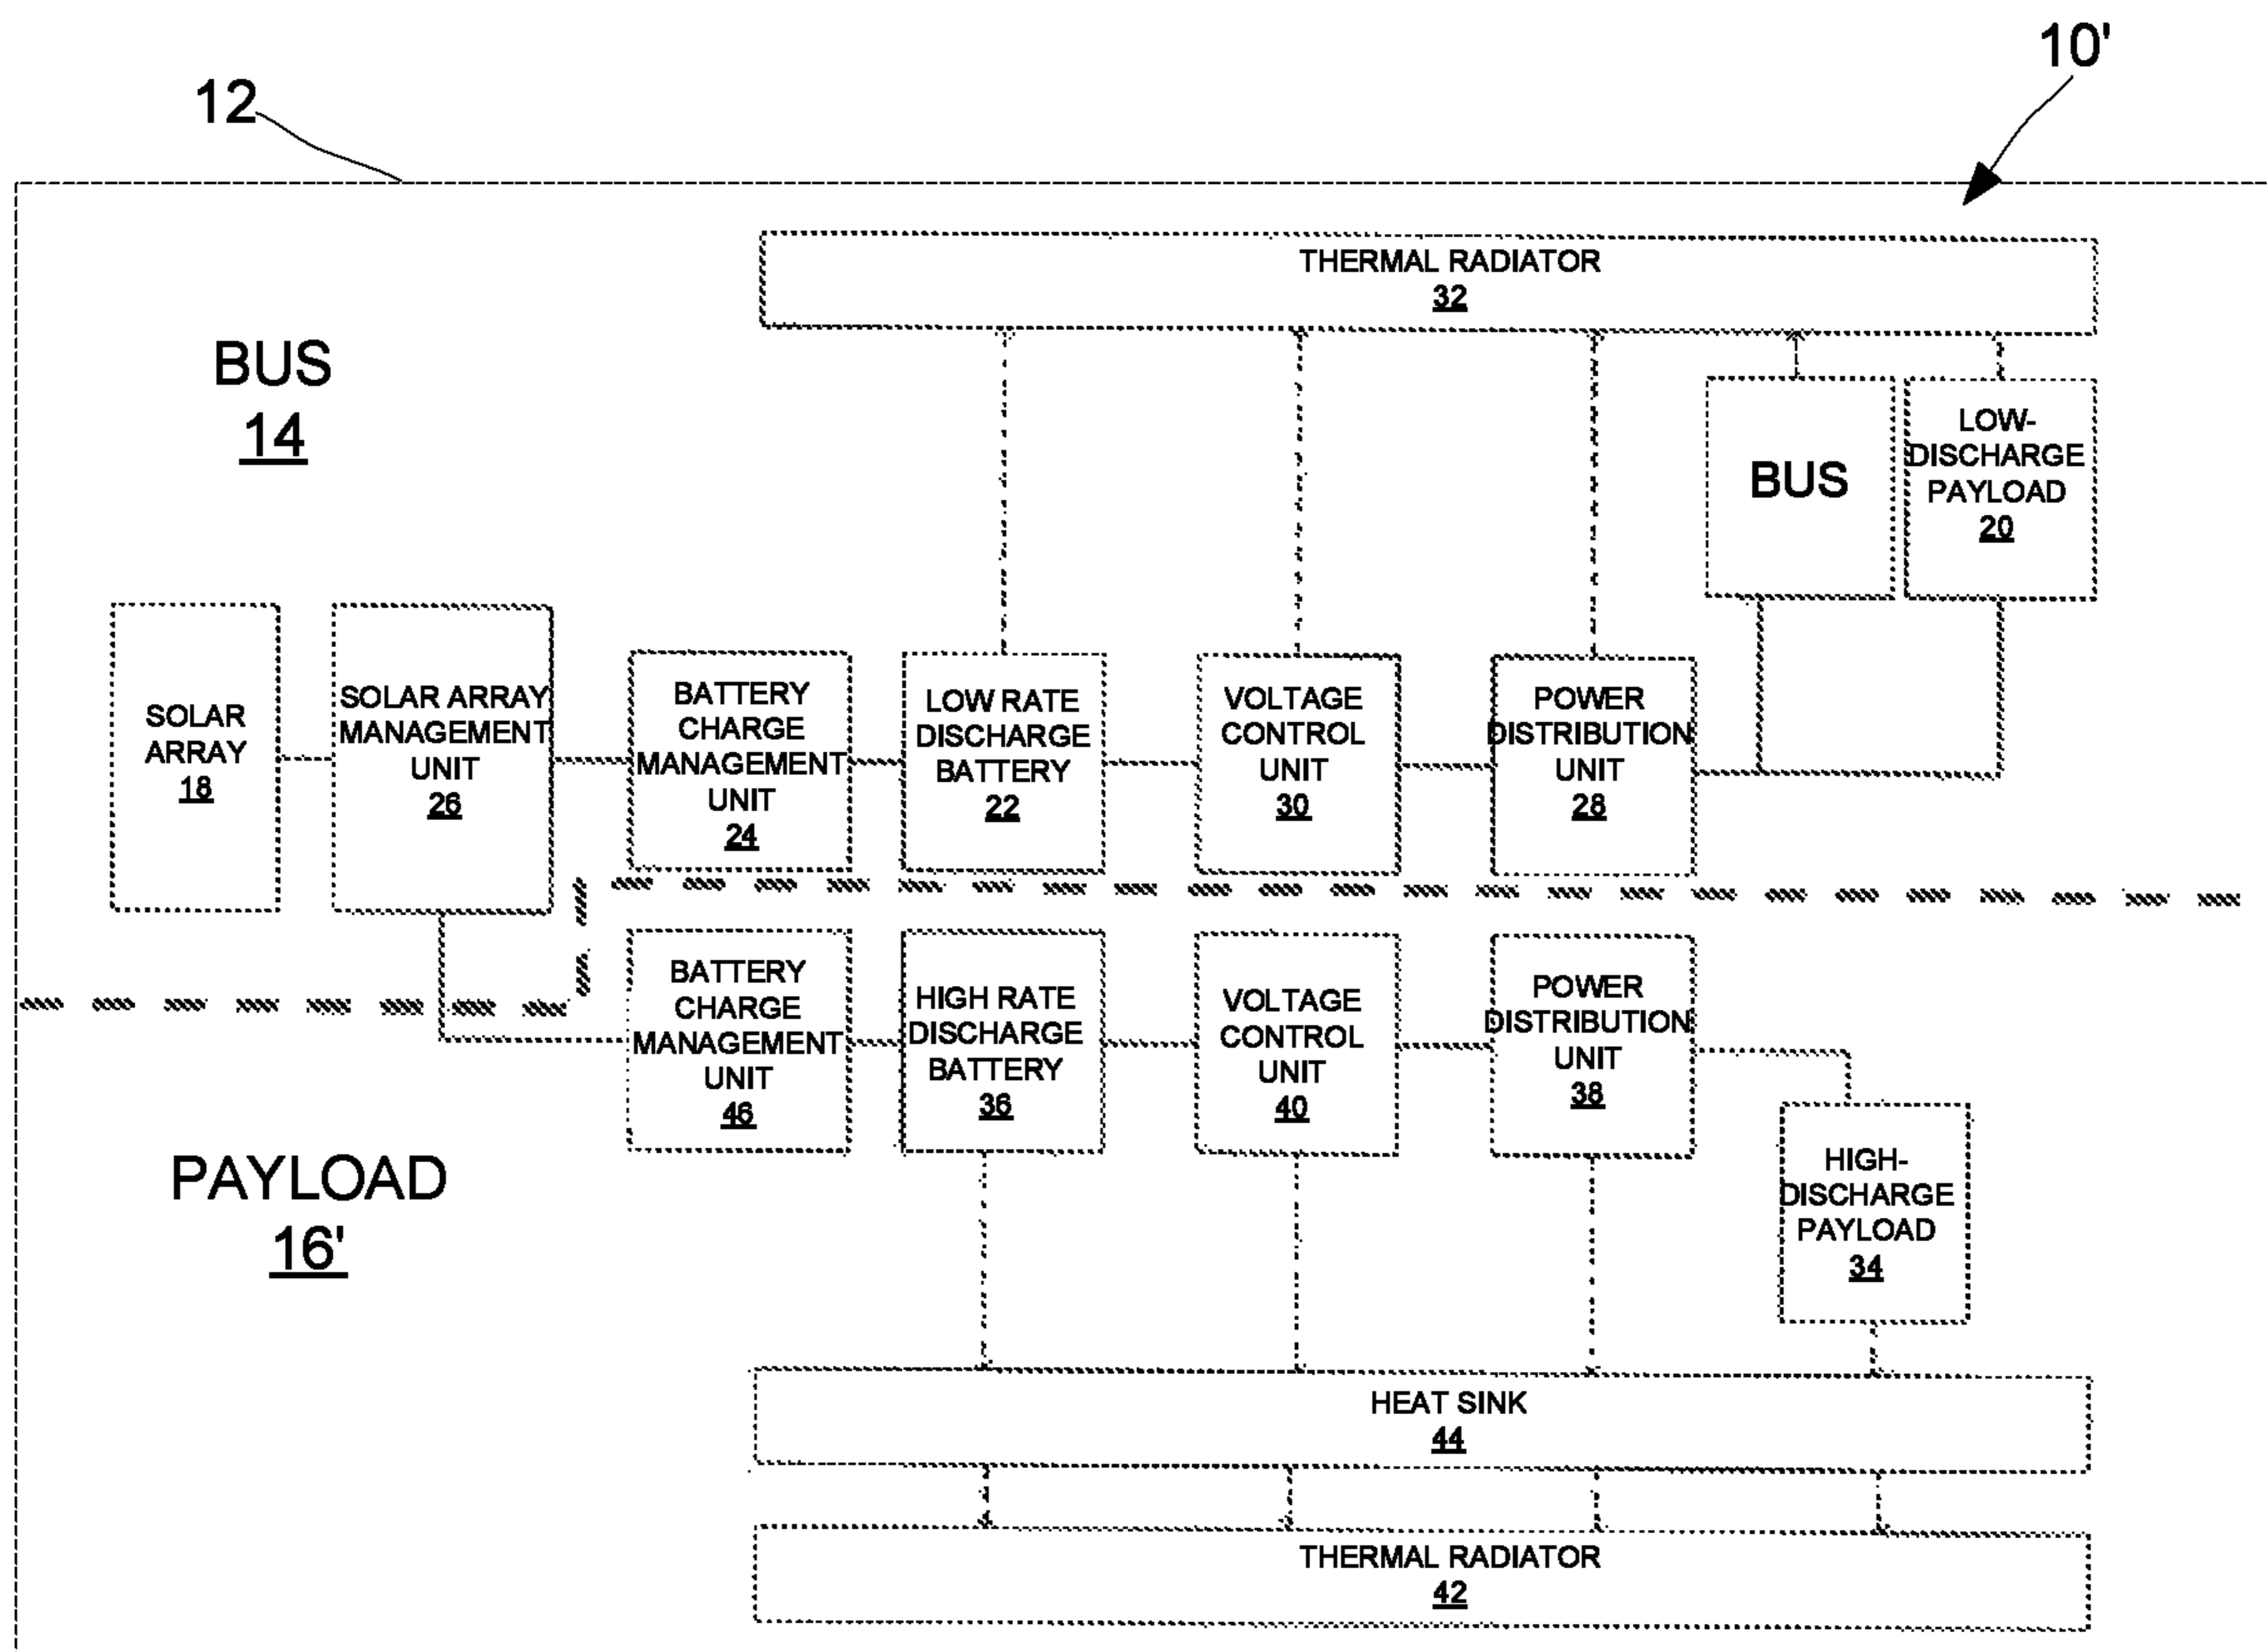 10'
12
THERMAL RADIATOR
32
BUS
14
BUS
LOW-
DISCHARGE
PAYLOAD
20
SOLAR
ARRAY
18
SOLAR ARRAY
MANAGEMENT
UNIT
26
BATTERY
CHARGE
MANAGEMENT
UNIT
24
LOW RATE
DISCHARGE
BATTERY
22
VOLTAGE
CONTROL
UNIT
30
POWER
DISTRIBUTION
UNIT
28
BATTERY
CHARGE
MANAGEMENT
UNIT
46
HIGH RATE
DISCHARGE
BATTERY
36
VOLTAGE
CONTROL
UNIT
40
POWER
DISTRIBUTION
UNIT
38
PAYLOAD
16'
HIGH-
DISCHARGE
PAYLOAD
34
HEAT SINK
44
THERMAL RADIATOR
42